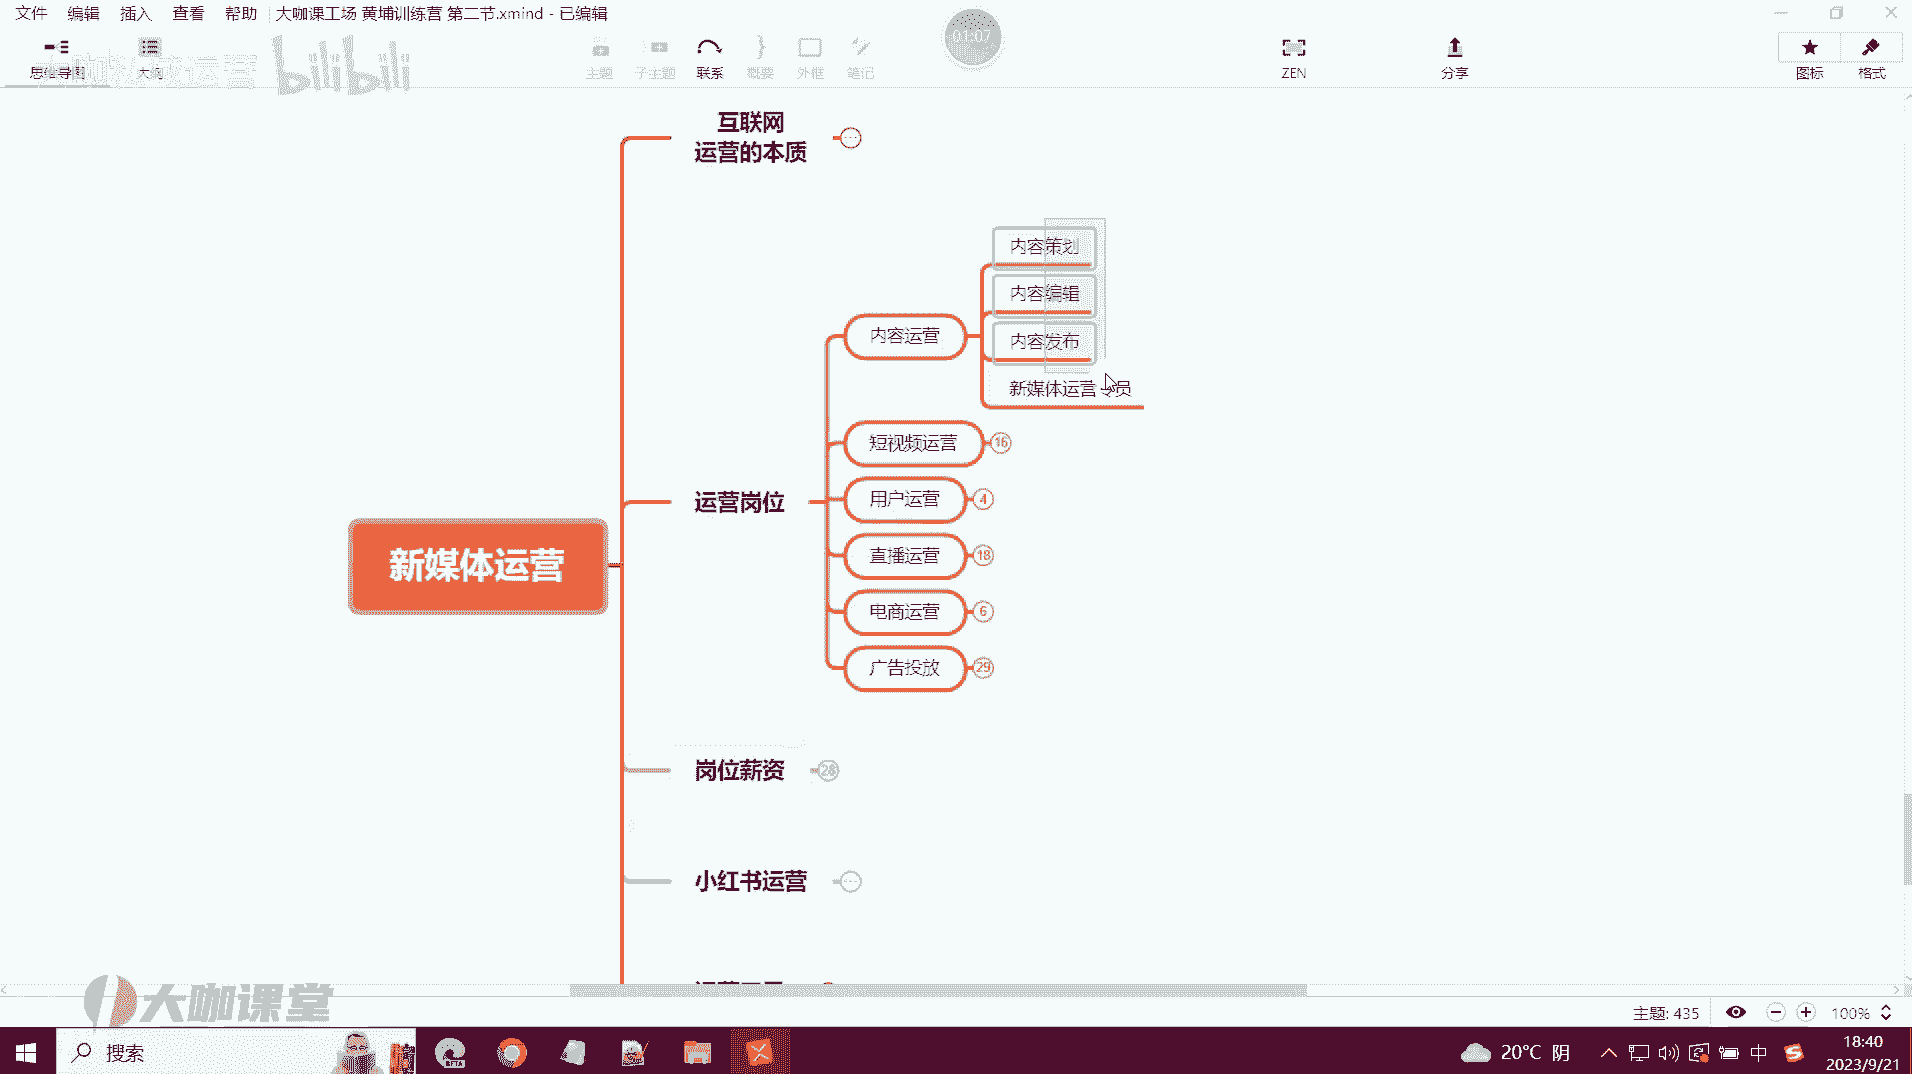 文件 编辑 插入 查看 帮助 大咖课工场 黄埔训练营 第二节.xmind - 已编辑
思维导图 大纲 主题 子主题 联系 概要 外框 笔记 ZEN 分享 图标 格式
bilibili
01:07
互联网
运营的本质
内容策划
内容编辑
内容发布
新媒体运营专员
内容运营
短视频运营 16
用户运营 4
直播运营 18
电商运营 6
广告投放 29
运营岗位
新媒体运营
岗位薪资 28
小红书运营
大咖课堂
主题: 435 100%
搜索 20°C 阴 中 18:40
2023/9/21